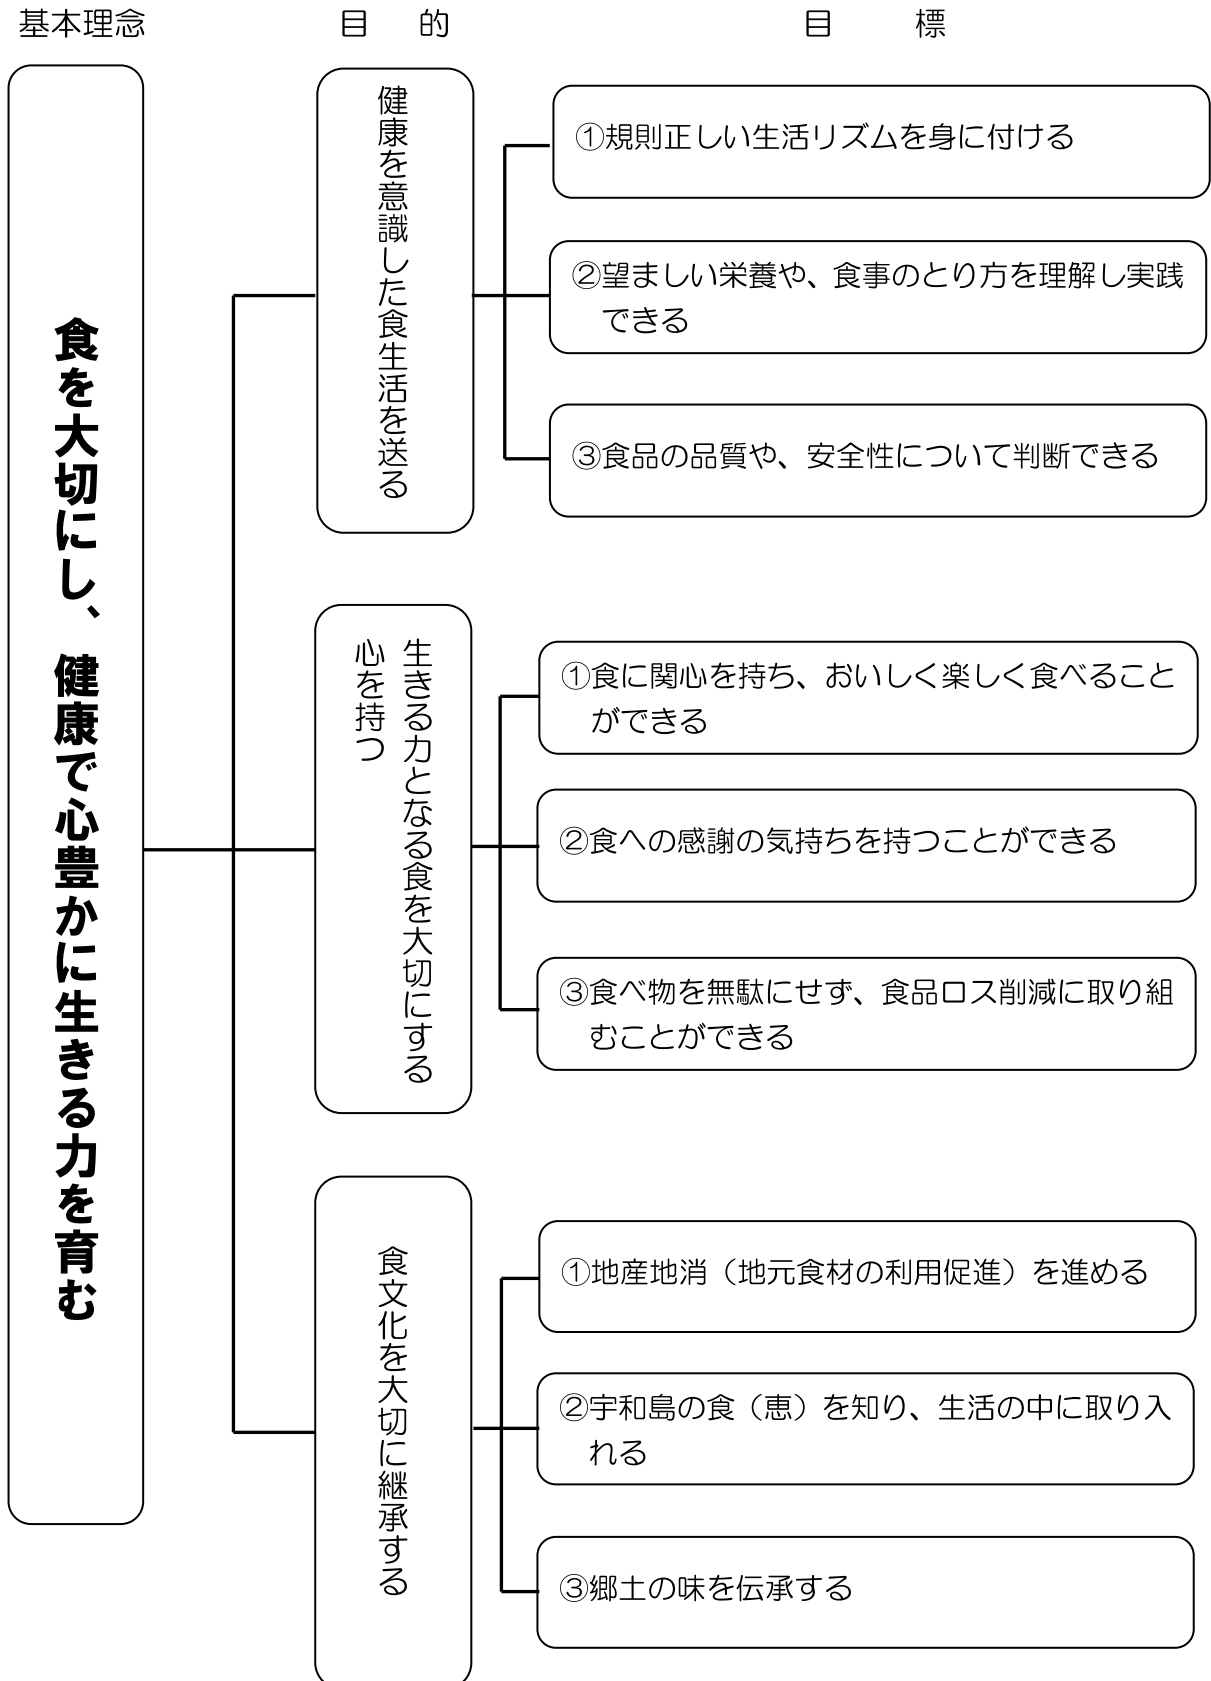 基本理念
目的
目標
食を大切にし、健康で心豊かに生きる力を育む
健康を意識した食生活を送る
①規則正しい生活リズムを身に付ける
②望ましい栄養や、食事のとり方を理解し実践
できる
③食品の品質や、安全性について判断できる
生きる力となる食を大切にする
心を持つ
①食に関心を持ち、おいしく楽しく食べること
ができる
②食への感謝の気持ちを持つことができる
③食べ物を無駄にせず、食品ロス削減に取り組
むことができる
食文化を大切に継承する
①地産地消（地元食材の利用促進）を進める
②宇和島の食（恵）を知り、生活の中に取り入
れる
③郷土の味を伝承する